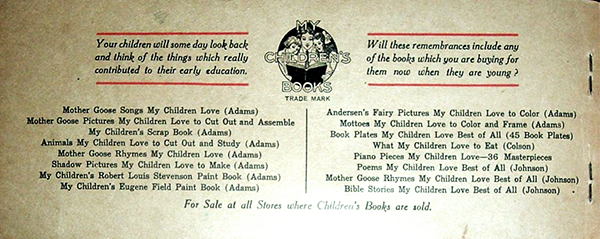 Your children will some day look back
and think of the things which really
contributed to their early education.
MY
CHILDREN'S
BOOKS
TRADE MARK
Will these remembrances include any
of the books which you are buying for
them now when they are young?
Mother Goose Songs My Children Love (Adams)
Mother Goose Pictures My Children Love to Cut Out and Assemble
My Children's Scrap Book (Adams)
Animals My Children Love to Cut Out and Study (Adams)
Mother Goose Rhymes My Children Love (Adams)
Shadow Pictures My Children Love to Make (Adams)
My Children's Robert Louis Stevenson Paint Book (Adams)
My Children's Eugene Field Paint Book (Adams)
Andersen's Fairy Pictures My Children Love to Color (Adams)
Mottoes My Children Love to Color and Frame (Adams)
Book Plates My Children Love Best of All (45 Book Plates)
What My Children Love to Eat (Colson)
Piano Pieces My Children Love—36 Masterpieces
Poems My Children Love Best of All (Johnson)
Mother Goose Rhymes My Children Love Best of All (Johnson)
Bible Stories My Children Love Best of All (Johnson)
For Sale at all Stores where Children's Books are sold.